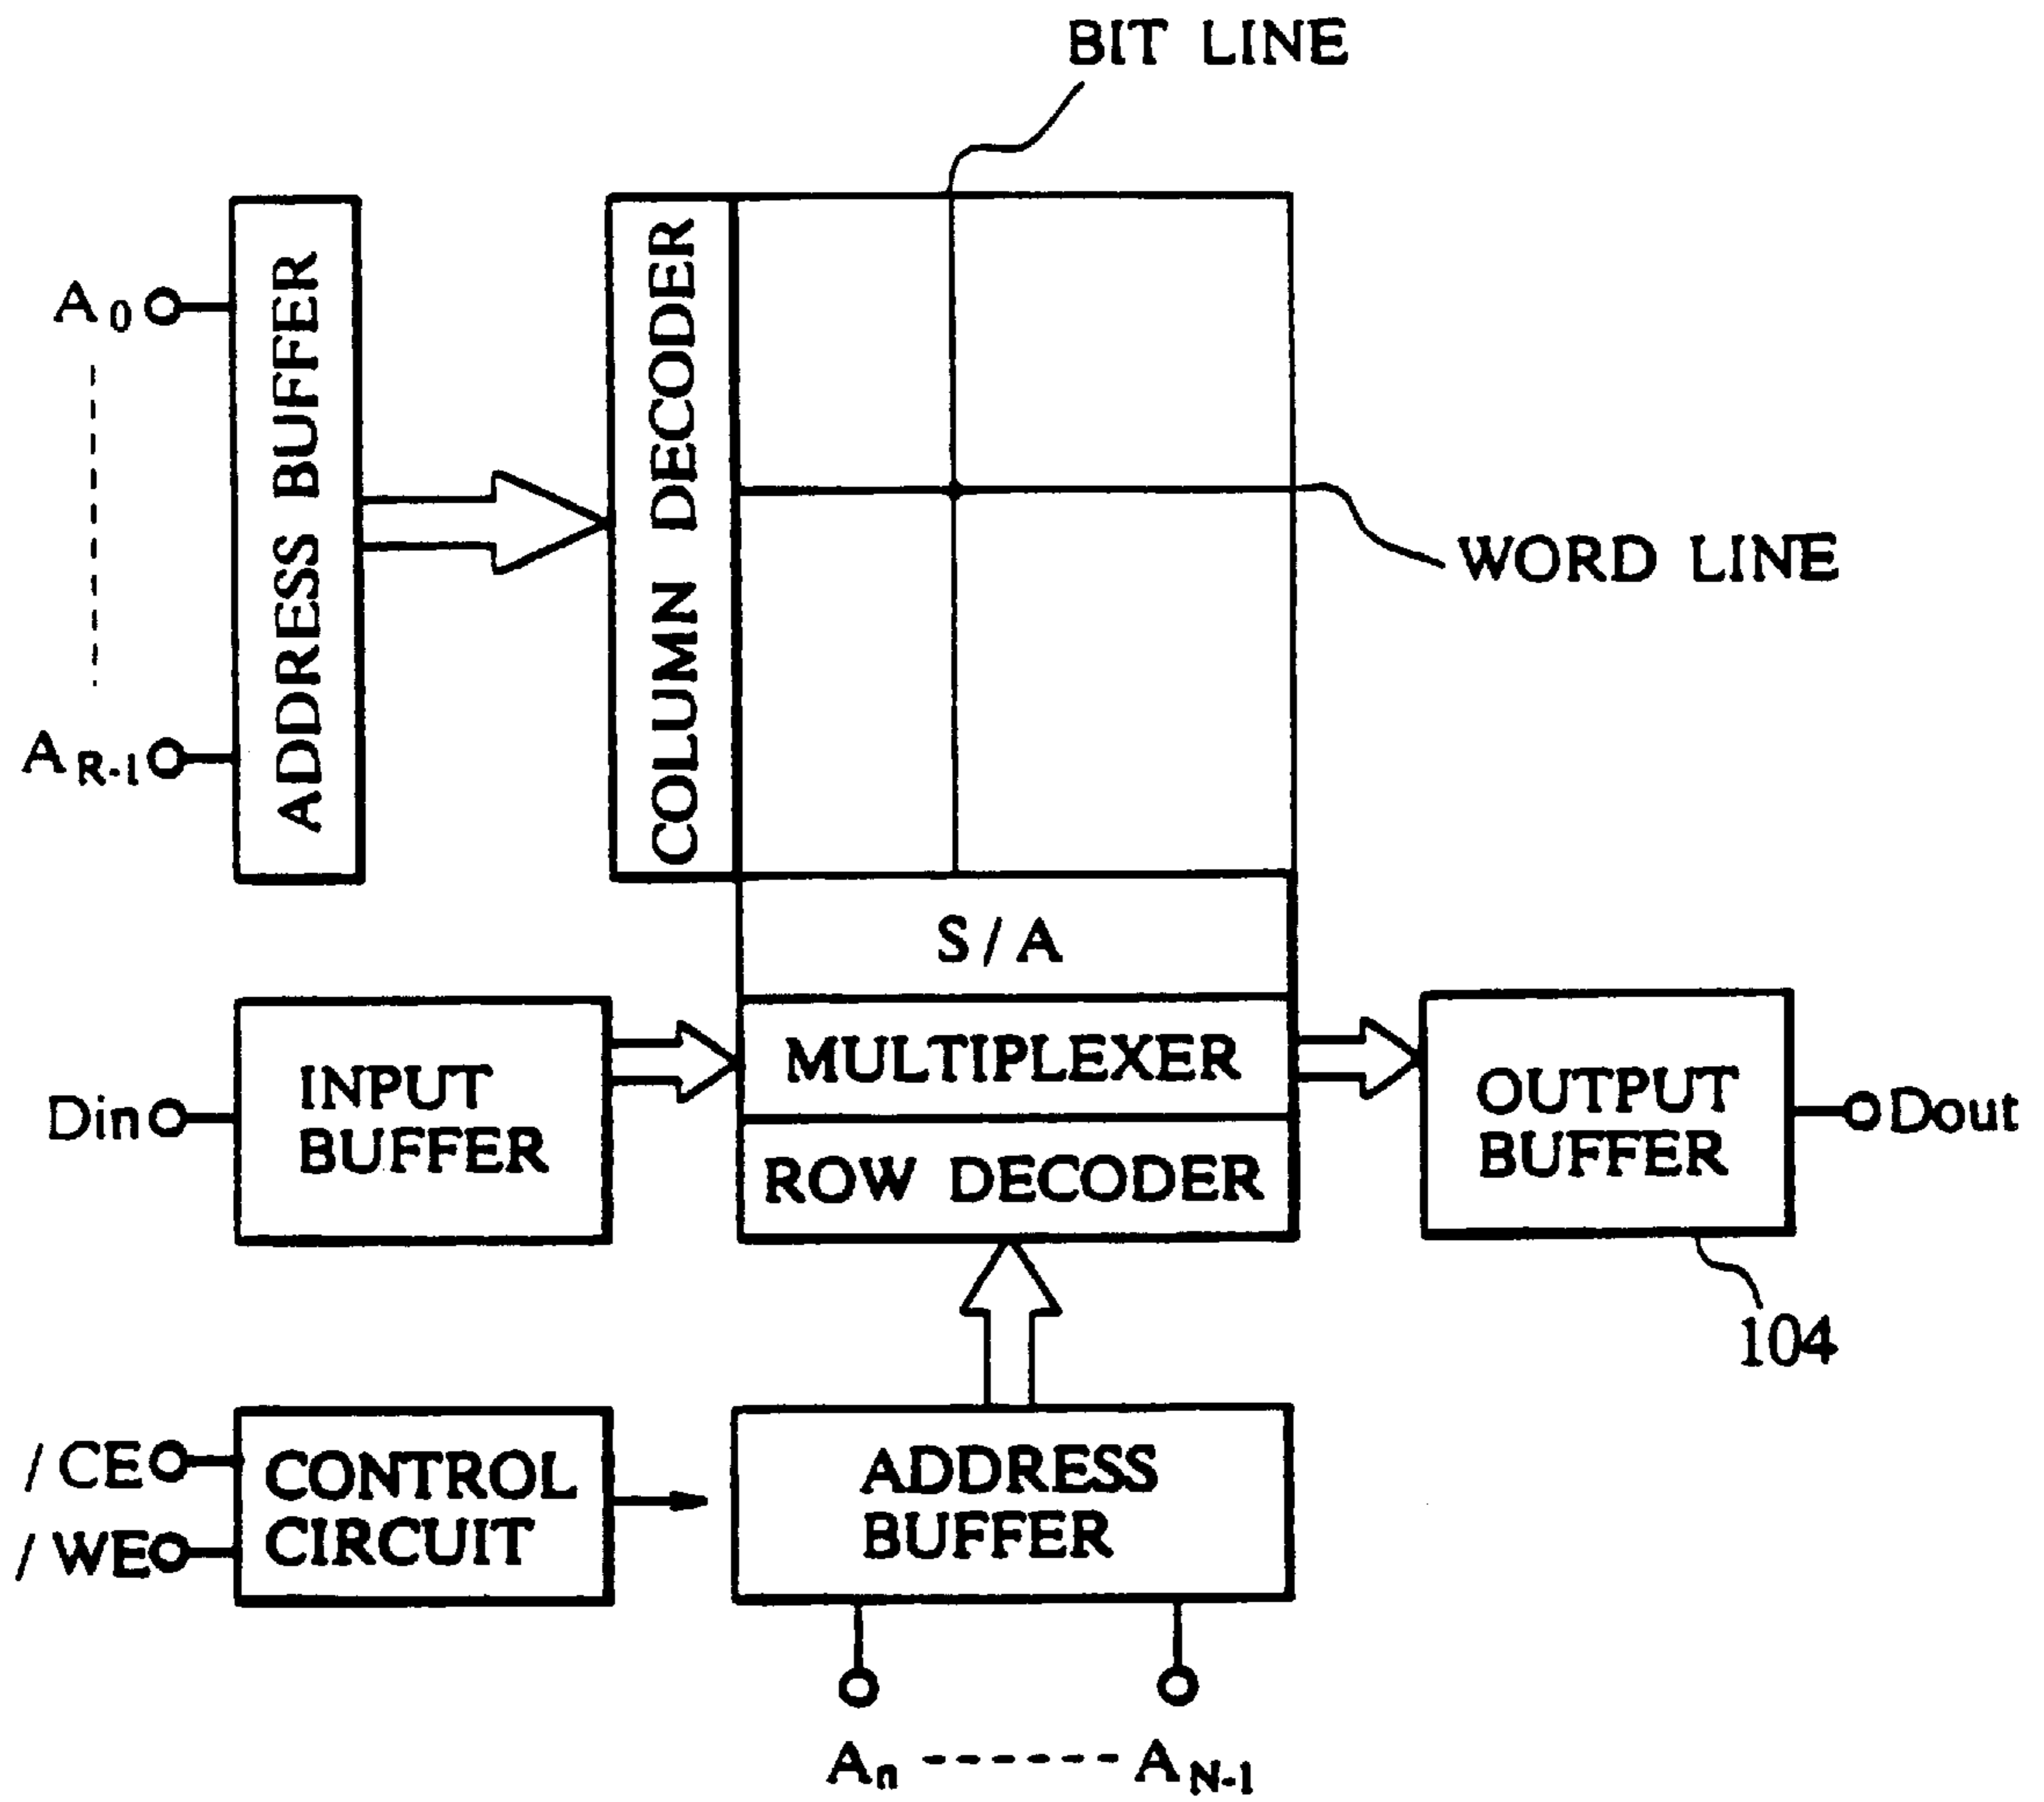 BIT LINE
A0
ADDRESS BUFFER
COLUMN DECODER
WORD LINE
AR-1
S/A
Din
INPUT
BUFFER
MULTIPLEXER
ROW DECODER
OUTPUT
BUFFER
Dout
104
/CE
/WE
CONTROL
CIRCUIT
ADDRESS
BUFFER
An ------ AN-1